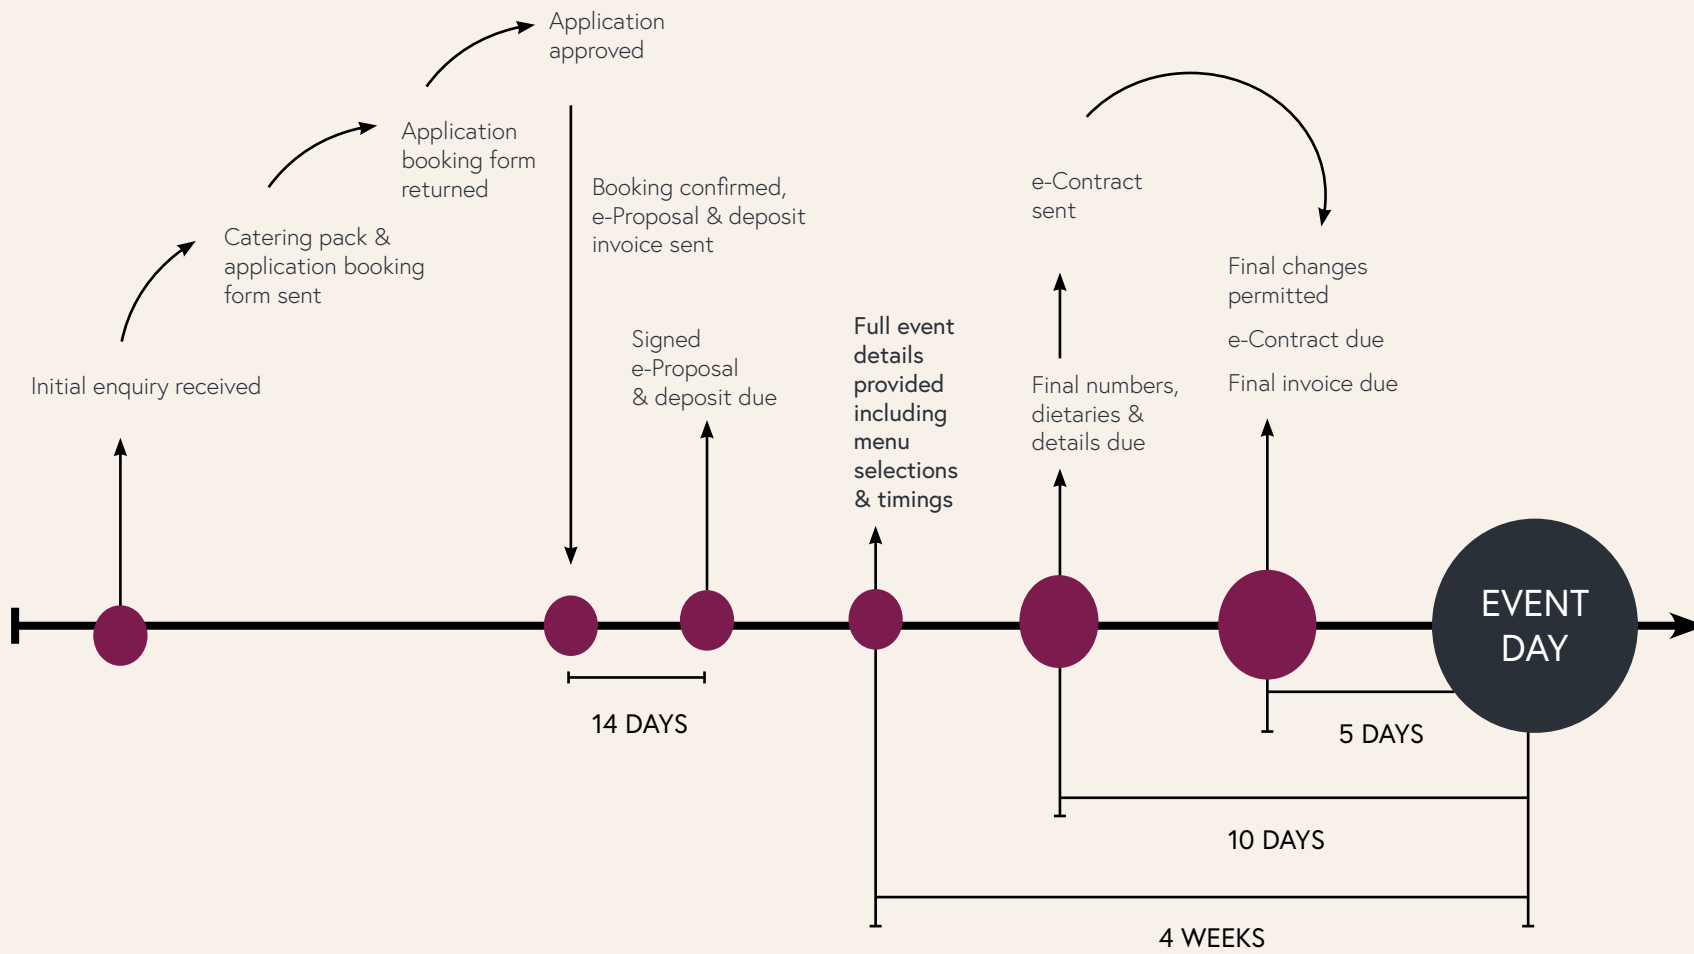 Initial enquiry received
Catering pack &
application booking
form sent
Application
booking form
returned
Application
approved
Booking confirmed,
e-Proposal & deposit
invoice sent
Signed
e-Proposal
& deposit due
Full event
details
provided
including
menu
selections
& timings
Final numbers,
dietaries &
details due
e-Contract
sent
Final changes
permitted
e-Contract due
Final invoice due
EVENT
DAY
14 DAYS
5 DAYS
10 DAYS
4 WEEKS